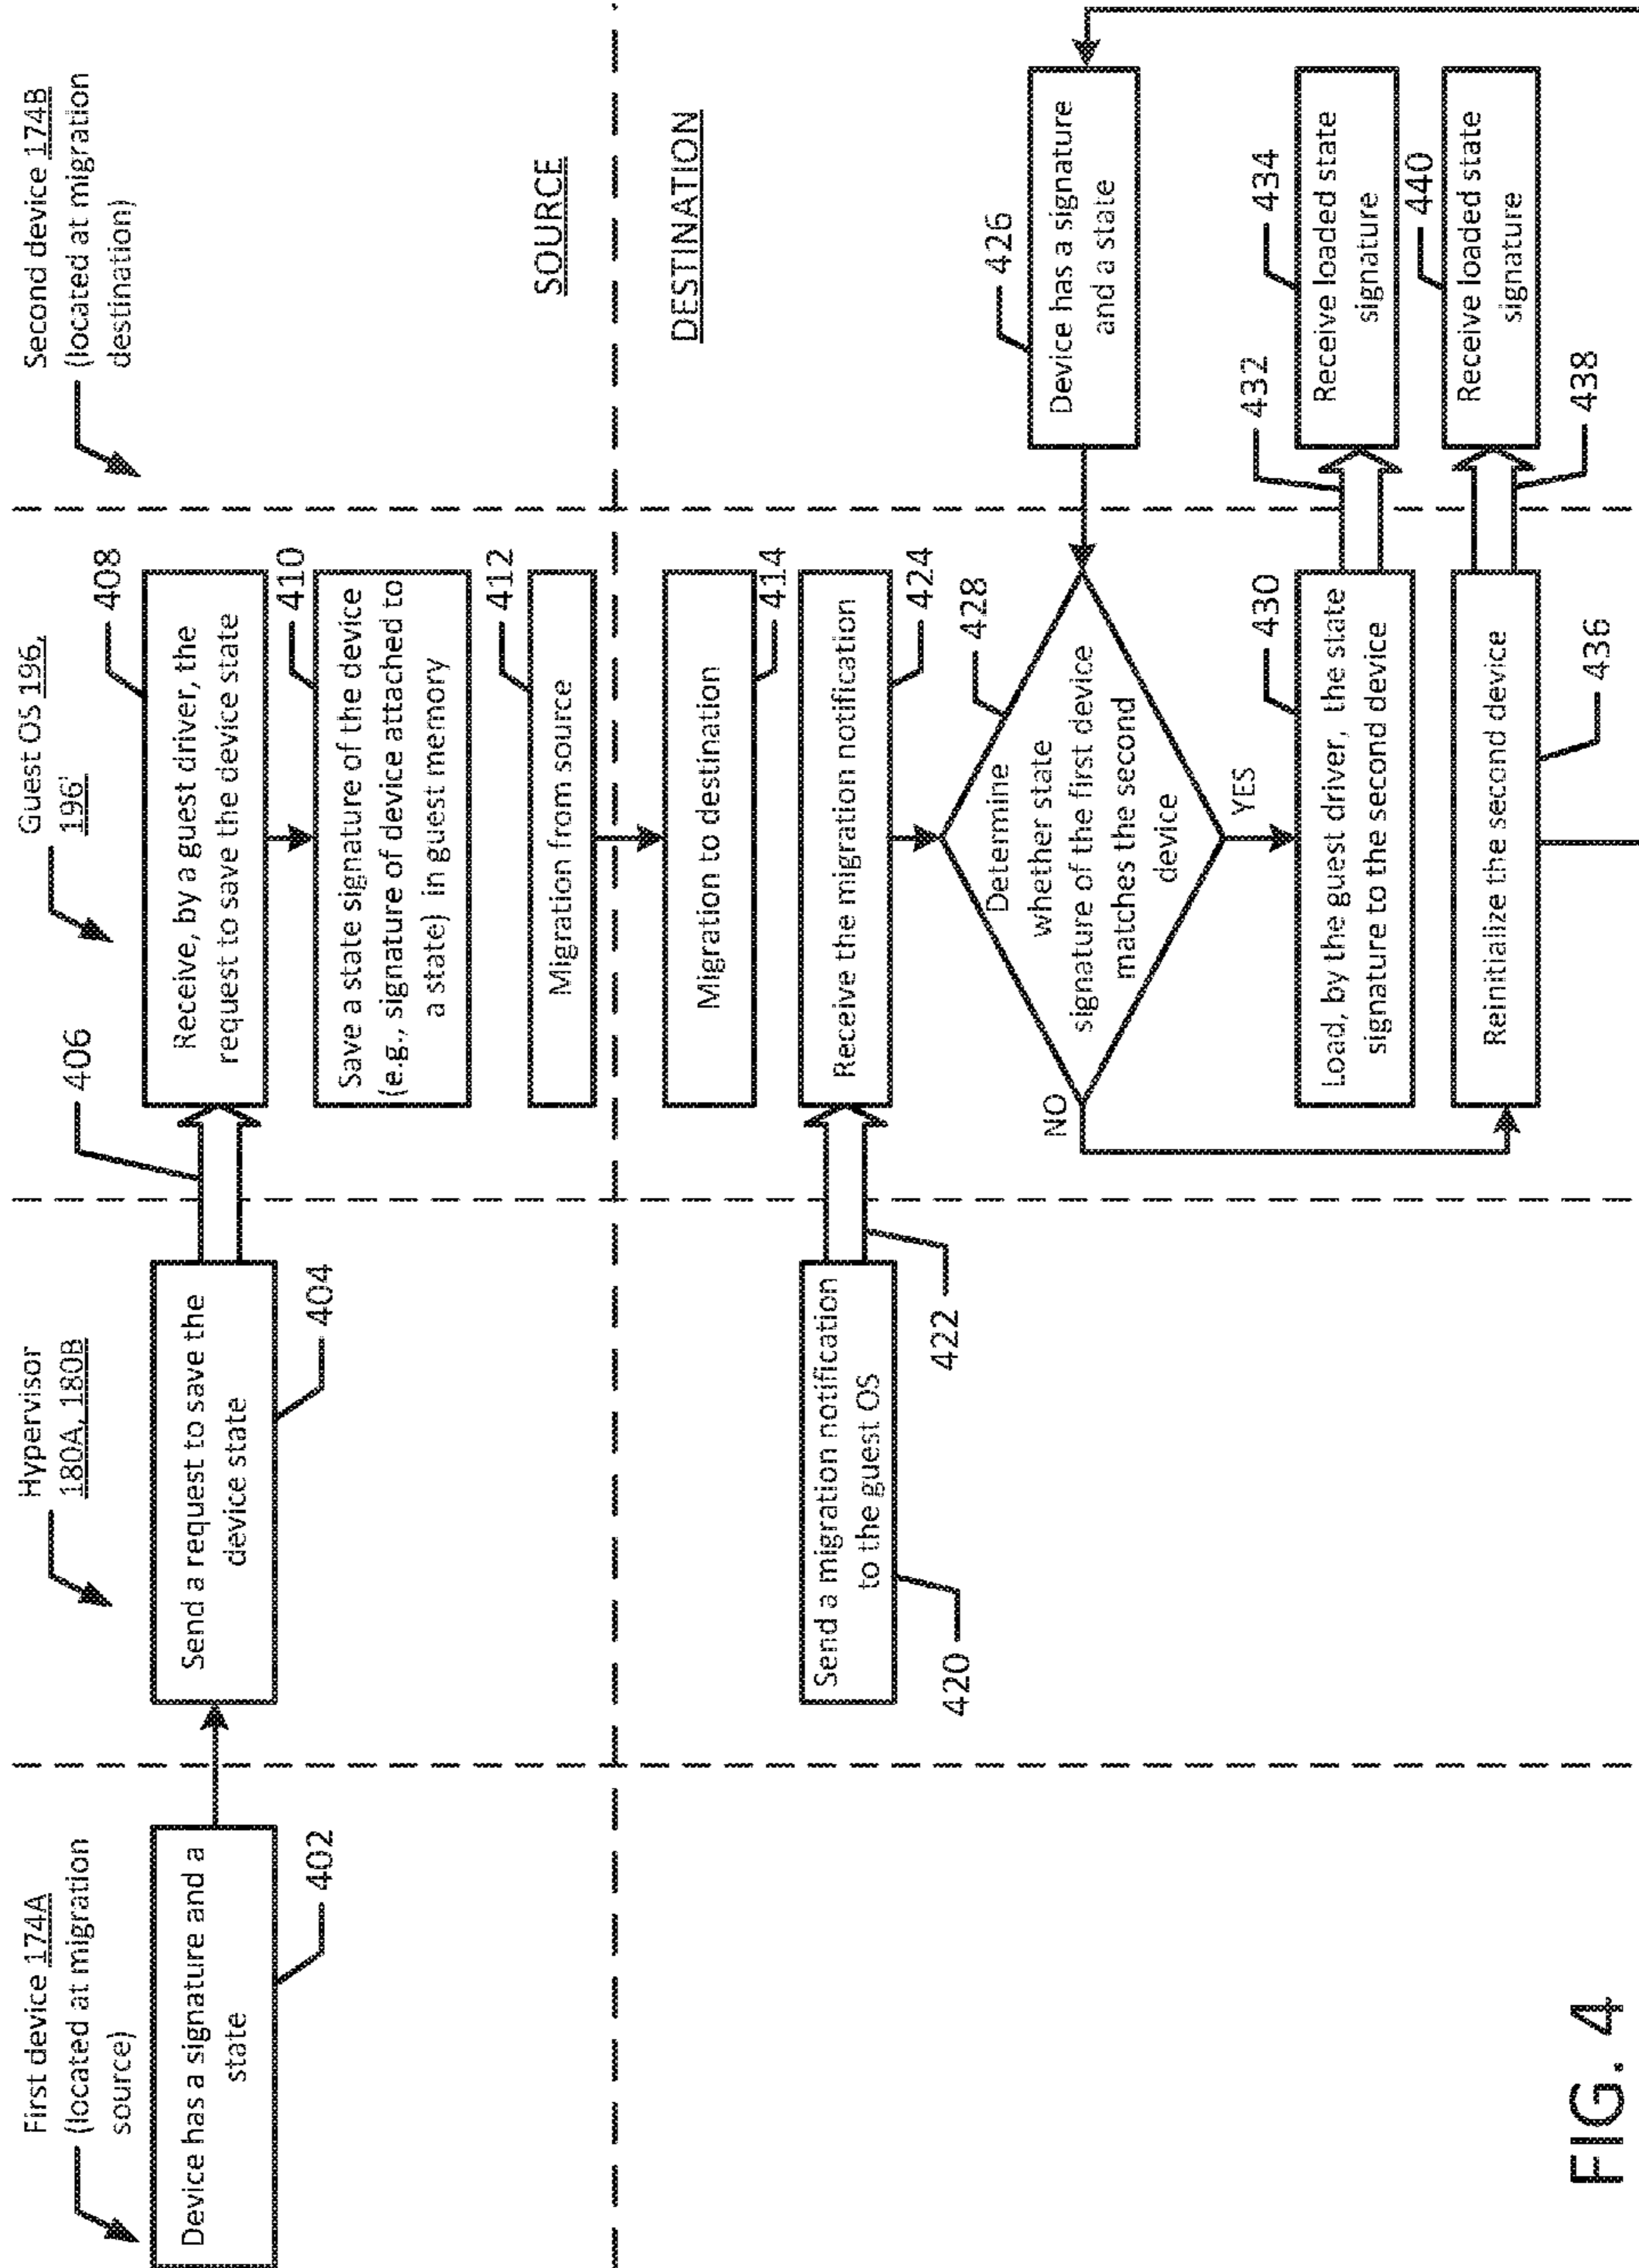 First device 174A
(located at migration
source)
Hypervisor
180A, 180B
Guest OS 196,
196'
Second device 174B
(located at migration
destination)
Device has a signature and a
state
402
Send a request to save the
device state
404
406
Receive, by a guest driver, the
request to save the device state
408
Save a state signature of the device
(e.g., signature of device attached to
a state) in guest memory
410
Migration from source
412
SOURCE
DESTINATION
Migration to destination
414
Send a migration notification
to the guest OS
420
422
Receive the migration notification
424
Device has a signature
and a state
426
Determine
whether state
signature of the first device
matches the second
device
428
NO
YES
Load, by the guest driver, the state
signature to the second device
430
432
Receive loaded state
signature
434
Reinitialize the second device
436
438
Receive loaded state
signature
440
FIG. 4